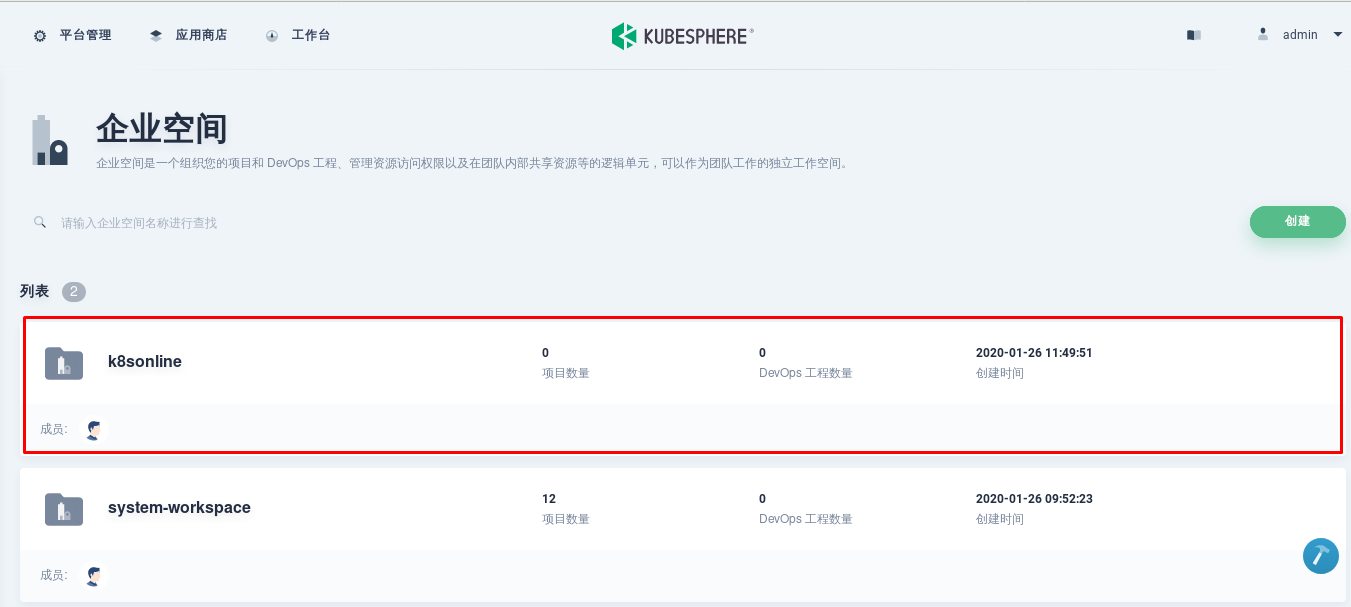 平台管理 应用商店 工作台 KUBESPHERE® admin
企业空间
企业空间是一个组织您的项目和 DevOps 工程、管理资源访问权限以及在团队内部共享资源等的逻辑单元，可以作为团队工作的独立工作空间。
请输入企业空间名称进行查找 创建
列表 2
k8sonline 0 0 2020-01-26 11:49:51
项目数量 DevOps 工程数量 创建时间
成员:
system-workspace 12 0 2020-01-26 09:52:23
项目数量 DevOps 工程数量 创建时间
成员: